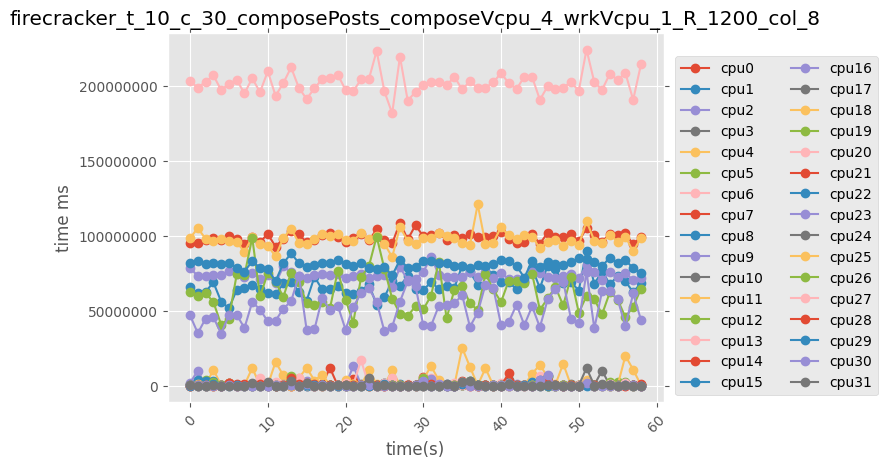 firecracker_t_10_c_30_composePosts_composeVcpu_4_wrkVcpu_1_R_1200_col_8
200000000
150000000
100000000
50000000
0
time ms
0
10
20
30
40
50
60
time(s)
cpu0
cpu1
cpu2
cpu3
cpu4
cpu5
cpu6
cpu7
cpu8
cpu9
cpu10
cpu11
cpu12
cpu13
cpu14
cpu15
cpu16
cpu17
cpu18
cpu19
cpu20
cpu21
cpu22
cpu23
cpu24
cpu25
cpu26
cpu27
cpu28
cpu29
cpu30
cpu31